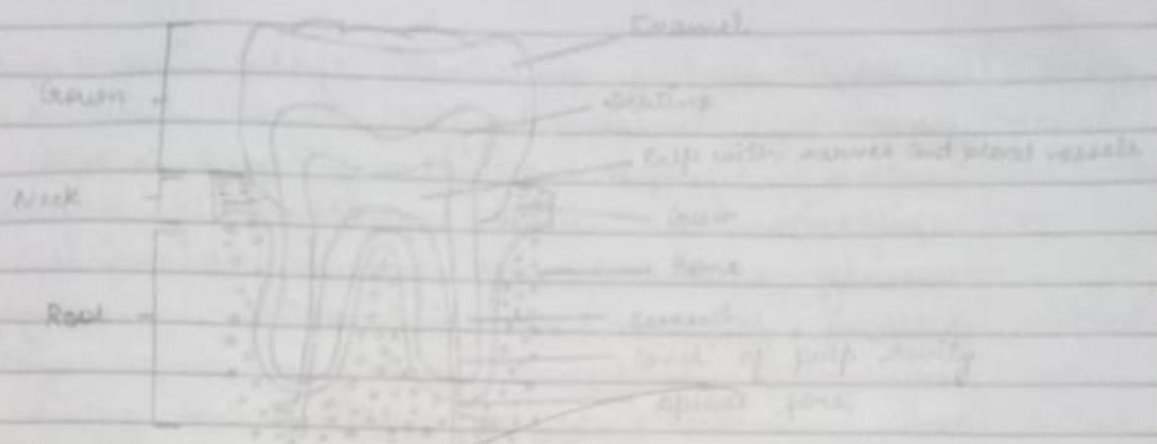 Enamel
Crown
dentine
Pulp with nerves and blood vessels
Neck
Gum
Bone
Root
Cement
of pulp cavity
Apical pore